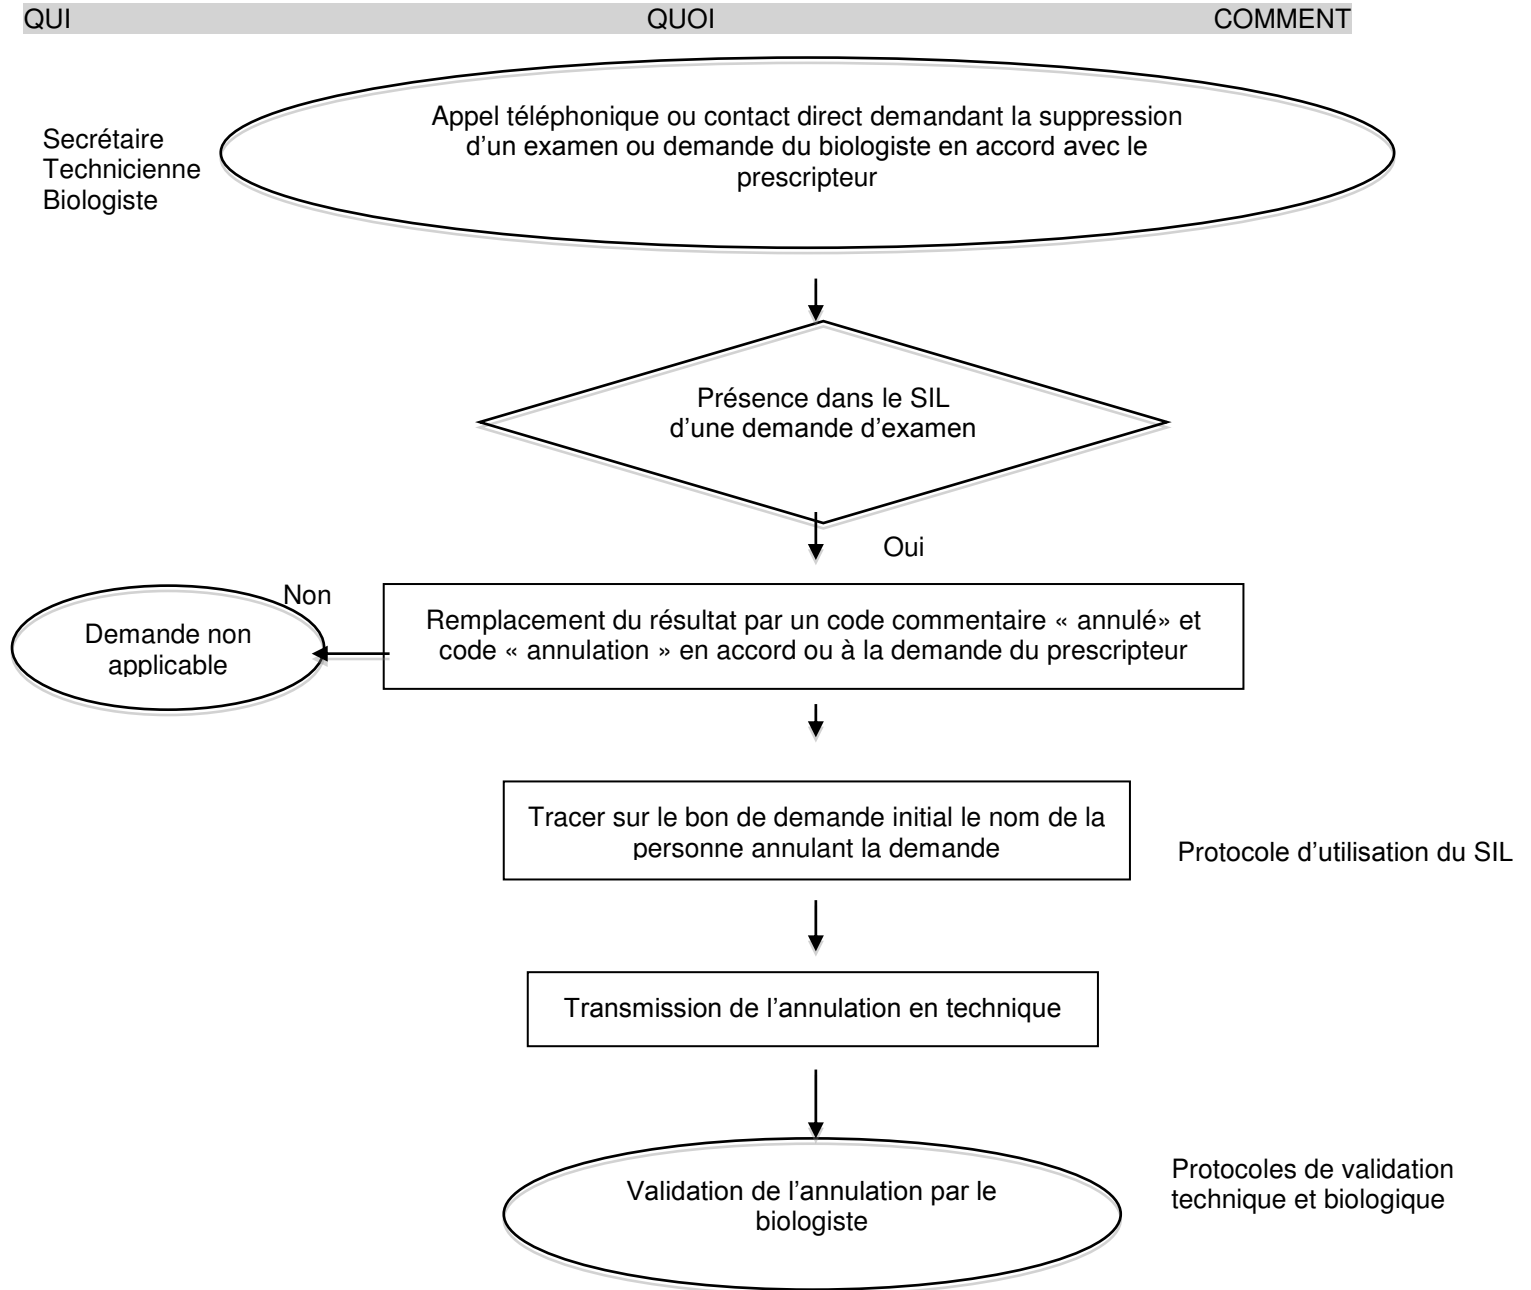 QUI QUOI COMMENT
Appel téléphonique ou contact direct demandant la suppression
d'un examen ou demande du biologiste en accord avec le
prescripteur
Secrétaire
Technicienne
Biologiste
Présence dans le SIL
d'une demande d'examen
Oui
Non
Demande non
applicable
Remplacement du résultat par un code commentaire « annulé» et
code « annulation » en accord ou à la demande du prescripteur
Tracer sur le bon de demande initial le nom de la
personne annulant la demande
Protocole d'utilisation du SIL
Transmission de l'annulation en technique
Validation de l'annulation par le
biologiste
Protocoles de validation
technique et biologique